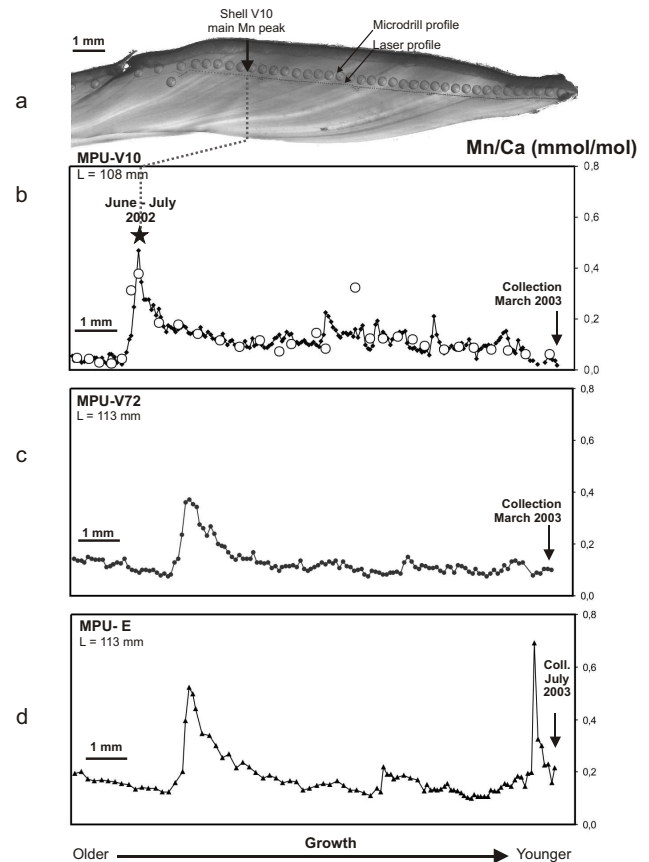 Shell V10
main Mn peak
Microdrill profile
Laser profile
1 mm
a
Mn/Ca (mmol/mol)
b
MPU-V10
L = 108 mm
June - July
2002
1 mm
Collection
March 2003
0,8
0,6
0,4
0,2
0,0
c
MPU-V72
L = 113 mm
1 mm
Collection
March 2003
0,8
0,6
0,4
0,2
0,0
d
MPU- E
L = 113 mm
1 mm
Coll.
July
2003
0,8
0,6
0,4
0,2
0,0
Older
Growth
Younger